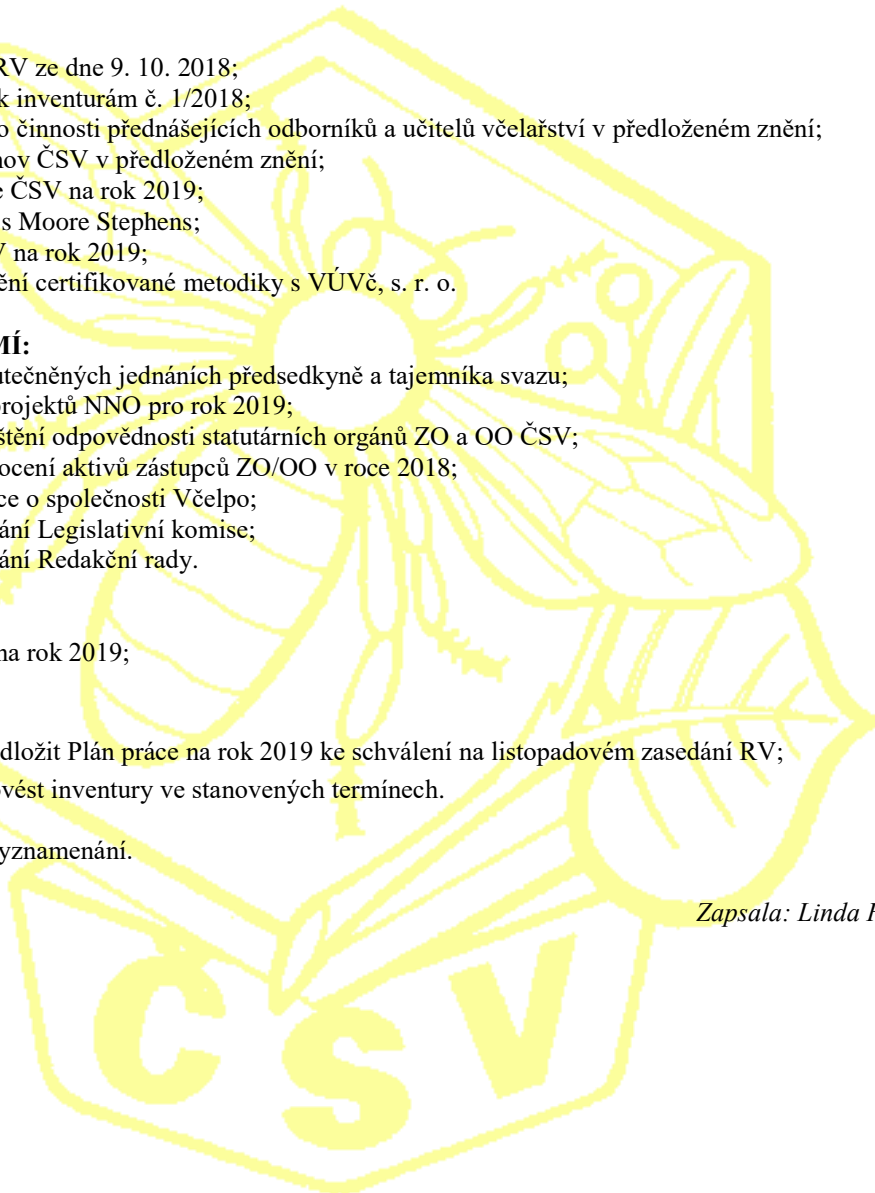 RV ze dne 9. 10. 2018;
k inventurám č. 1/2018;
o činnosti přednášejících odborníků a učitelů včelařství v předloženém znění;
nov ČSV v předloženém znění;
e ČSV na rok 2019;
s Moore Stephens;
V na rok 2019;
ění certifikované metodiky s VÚVč, s. r. o.
MÍ:
utečněných jednáních předsedkyně a tajemníka svazu;
projektů NNO pro rok 2019;
štění odpovědnosti statutárních orgánů ZO a OO ČSV;
ocení aktivů zástupců ZO/OO v roce 2018;
ce o společnosti Včelpo;
ání Legislativní komise;
ání Redakční rady.
na rok 2019;
dložit Plán práce na rok 2019 ke schválení na listopadovém zasedání RV;
ovést inventury ve stanovených termínech.
yznamenání.
Zapsala: Linda
ČSV